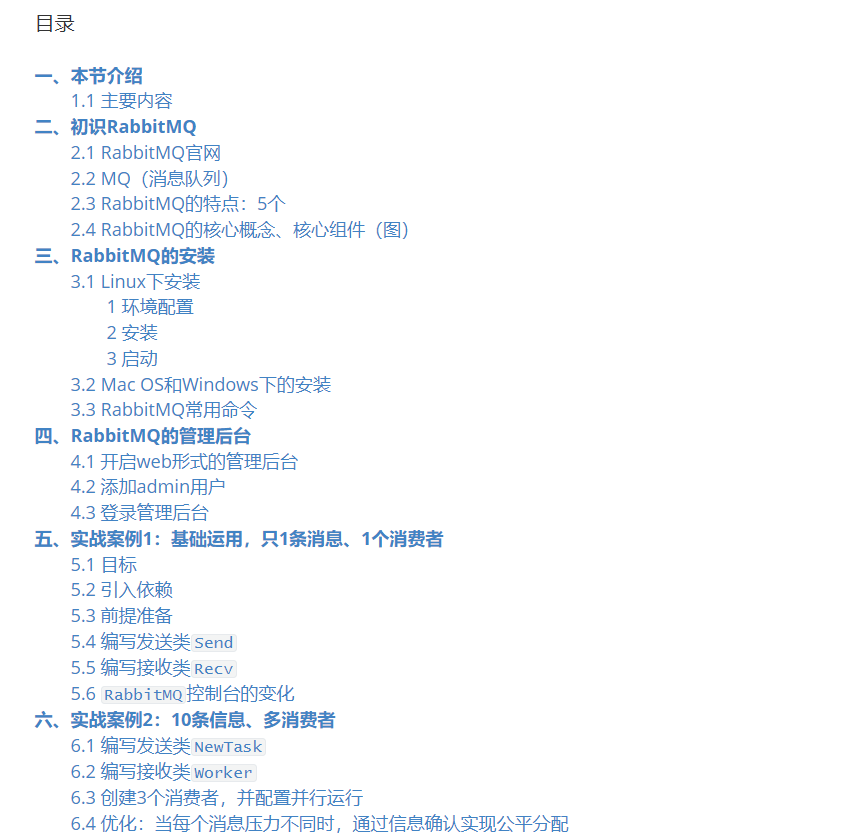 目录
一、本节介绍
1.1 主要内容
二、初识RabbitMQ
2.1 RabbitMQ官网
2.2 MQ（消息队列）
2.3 RabbitMQ的特点：5个
2.4 RabbitMQ的核心概念、核心组件（图）
三、RabbitMQ的安装
3.1 Linux下安装
1 环境配置
2 安装
3 启动
3.2 Mac OS和Windows下的安装
3.3 RabbitMQ常用命令
四、RabbitMQ的管理后台
4.1 开启web形式的管理后台
4.2 添加admin用户
4.3 登录管理后台
五、实战案例1：基础运用，只1条消息、1个消费者
5.1 目标
5.2 引入依赖
5.3 前提准备
5.4 编写发送类Send
5.5 编写接收类Recv
5.6 RabbitMQ控制台的变化
六、实战案例2：10条信息、多消费者
6.1 编写发送类NewTask
6.2 编写接收类Worker
6.3 创建3个消费者，并配置并行运行
6.4 优化：当每个消息压力不同时，通过信息确认实现公平分配